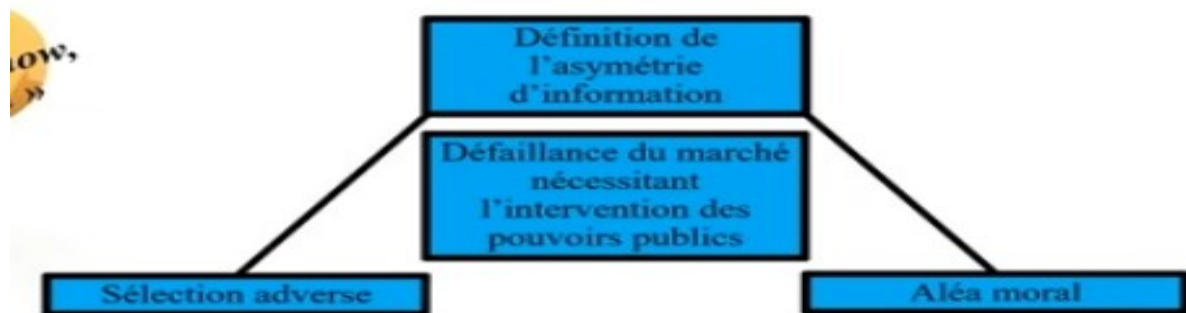 Définition de
l'asymétrie
d'information
Défaillance du marché
nécessitant
l'intervention des
pouvoirs publics
Sélection adverse
Aléa moral